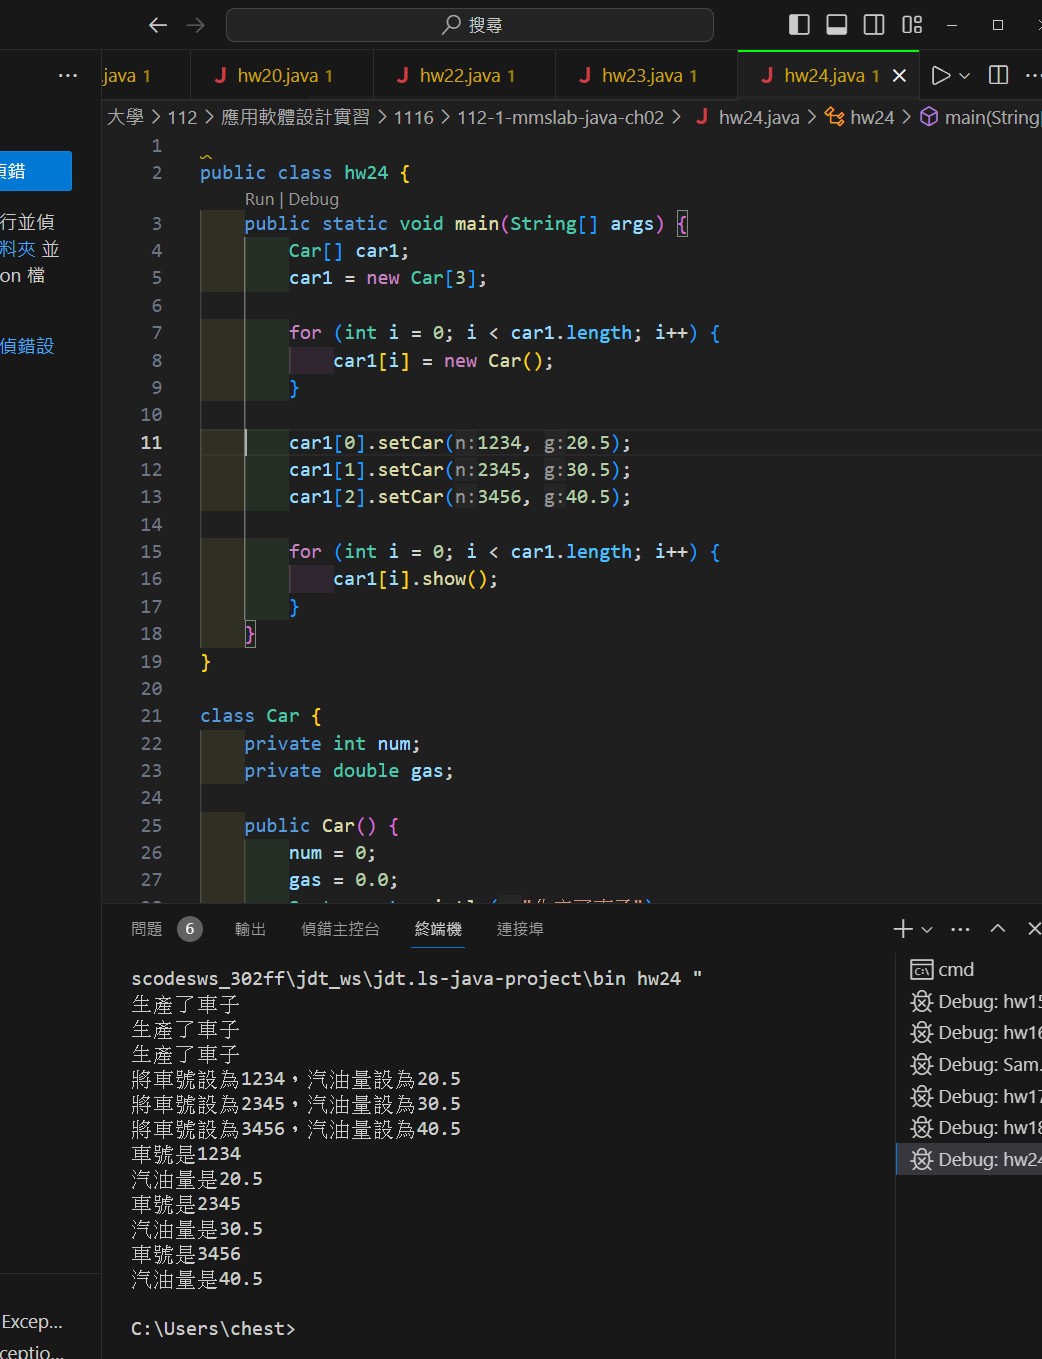 搜尋
.java 1
hw20.java 1
hw22.java 1
hw23.java 1
hw24.java 1
大學 > 112 > 應用軟體設計實習 > 1116 > 112-1-mmslab-java-ch02 > hw24.java > hw24 > main(String[
偵錯
行並偵
料夾 並
on 檔
偵錯設
1
2 public class hw24 {
Run | Debug
3 public static void main(String[] args) {
4 Car[] car1;
5 car1 = new Car[3];
6
7 for (int i = 0; i < car1.length; i++) {
8 car1[i] = new Car();
9 }
10
11 car1[0].setCar(n:1234, g:20.5);
12 car1[1].setCar(n:2345, g:30.5);
13 car1[2].setCar(n:3456, g:40.5);
14
15 for (int i = 0; i < car1.length; i++) {
16 car1[i].show();
17 }
18 }
19 }
20
21 class Car {
22 private int num;
23 private double gas;
24
25 public Car() {
26 num = 0;
27 gas = 0.0;
問題 6 輸出 偵錯主控台 終端機 連接埠
scodesws_302ff\jdt_ws\jdt.ls-java-project\bin hw24 "
生產了車子
生產了車子
生產了車子
將車號設為1234，汽油量設為20.5
將車號設為2345，汽油量設為30.5
將車號設為3456，汽油量設為40.5
車號是1234
汽油量是20.5
車號是2345
汽油量是30.5
車號是3456
汽油量是40.5
C:\Users\chest>
cmd
Debug: hw15
Debug: hw16
Debug: Sam...
Debug: hw17
Debug: hw18
Debug: hw24
Excep...
ceptio...